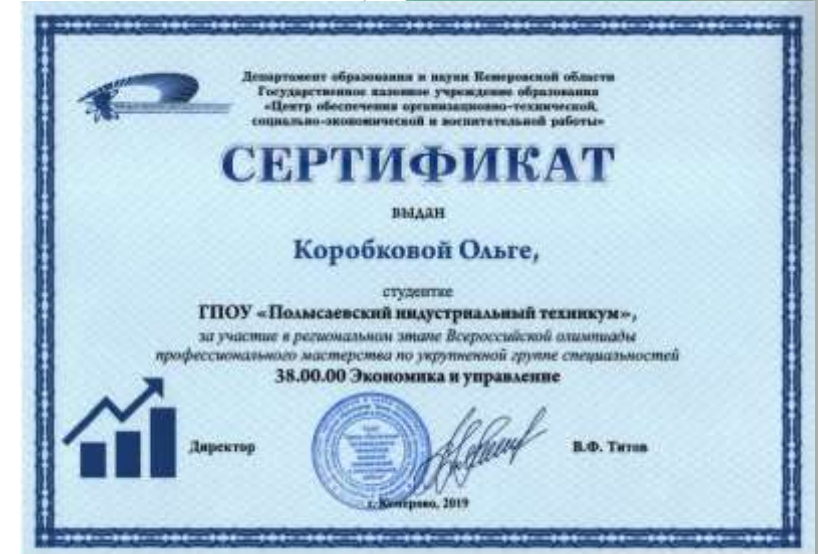 Департамент образования и науки Кемеровской области
Государственное казенное учреждение образования
«Центр обеспечения организационно-технической,
социально-экономической и воспитательной работы»
СЕРТИФИКАТ
выдан
Коробковой Ольге,
студентке
ГПОУ «Полысаевский индустриальный техникум»,
за участие в региональном этапе Всероссийской олимпиады
профессионального мастерства по укрупненной группе специальностей
38.00.00 Экономика и управление
Директор
В.Ф. Титов
г. Кемерово, 2019